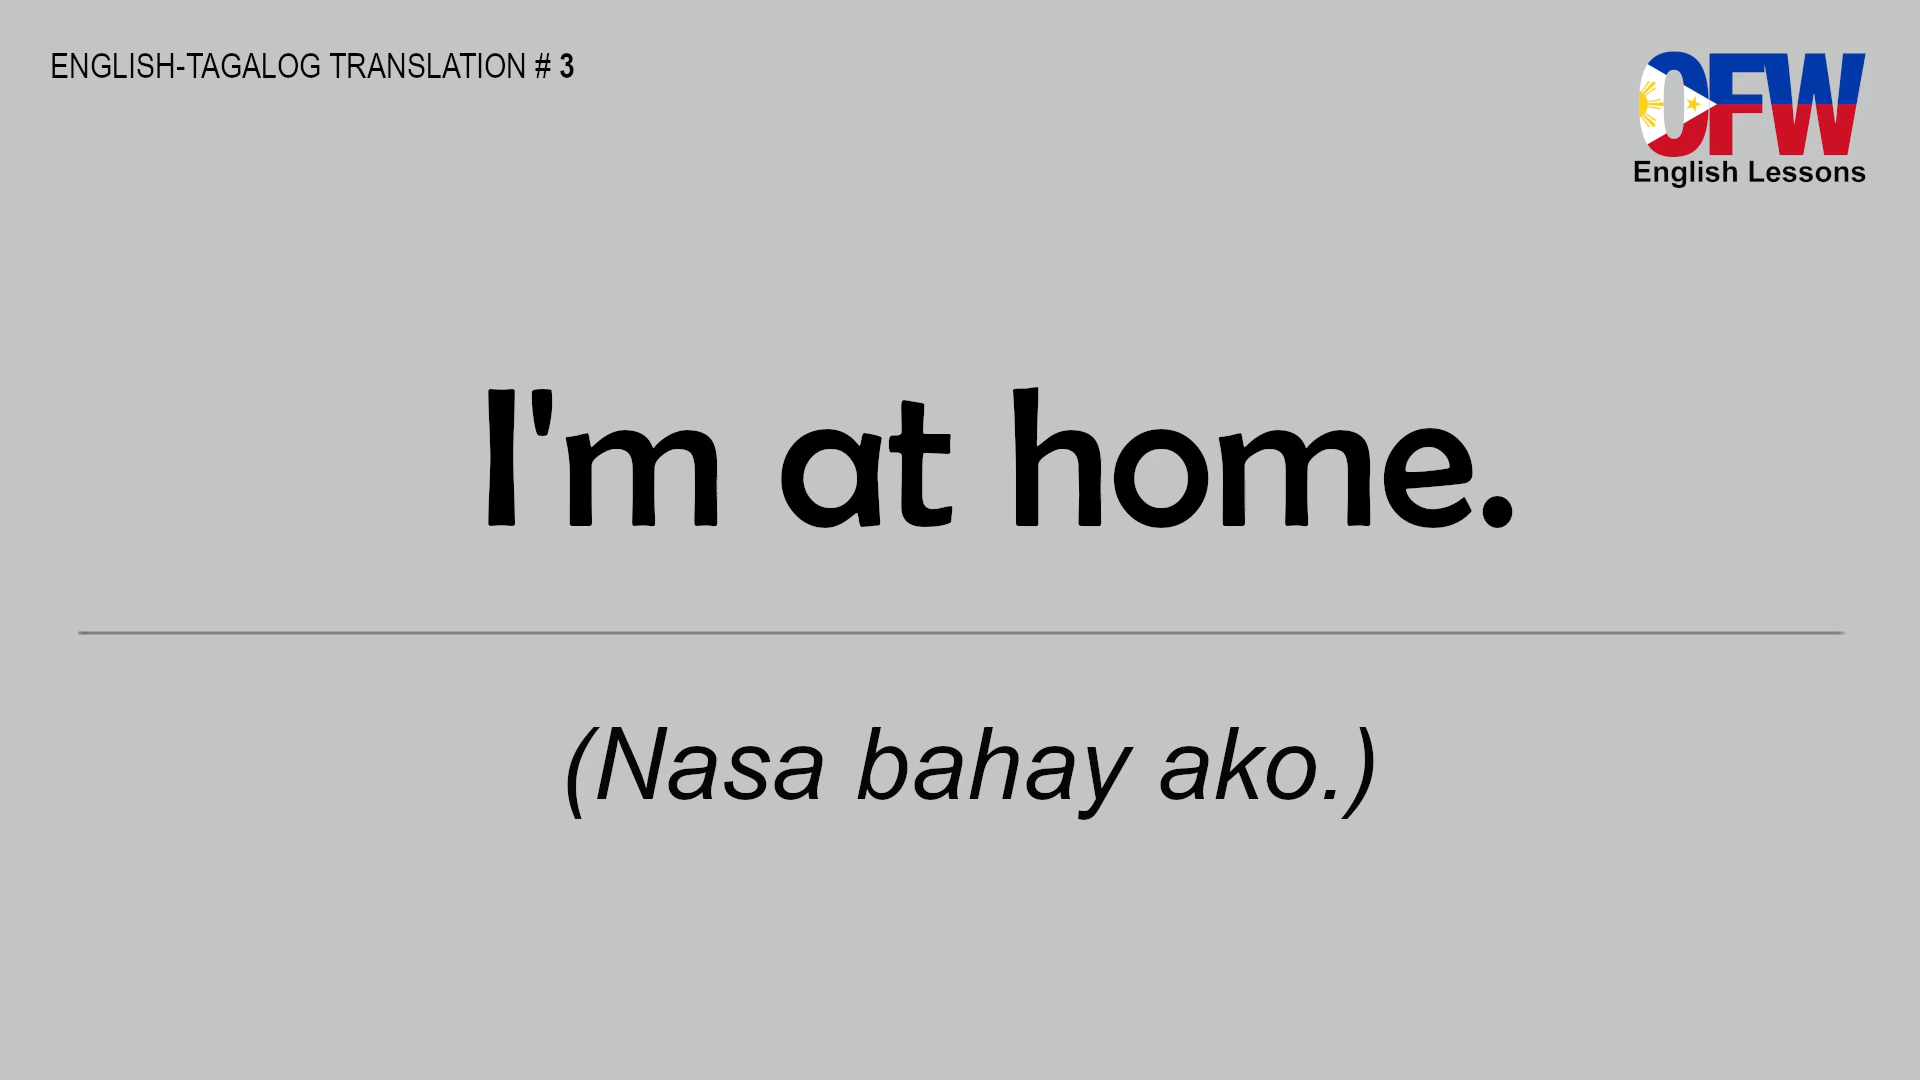 ENGLISH-TAGALOG TRANSLATION # 3
OFW
English Lessons
I'm at home.
(Nasa bahay ako.)